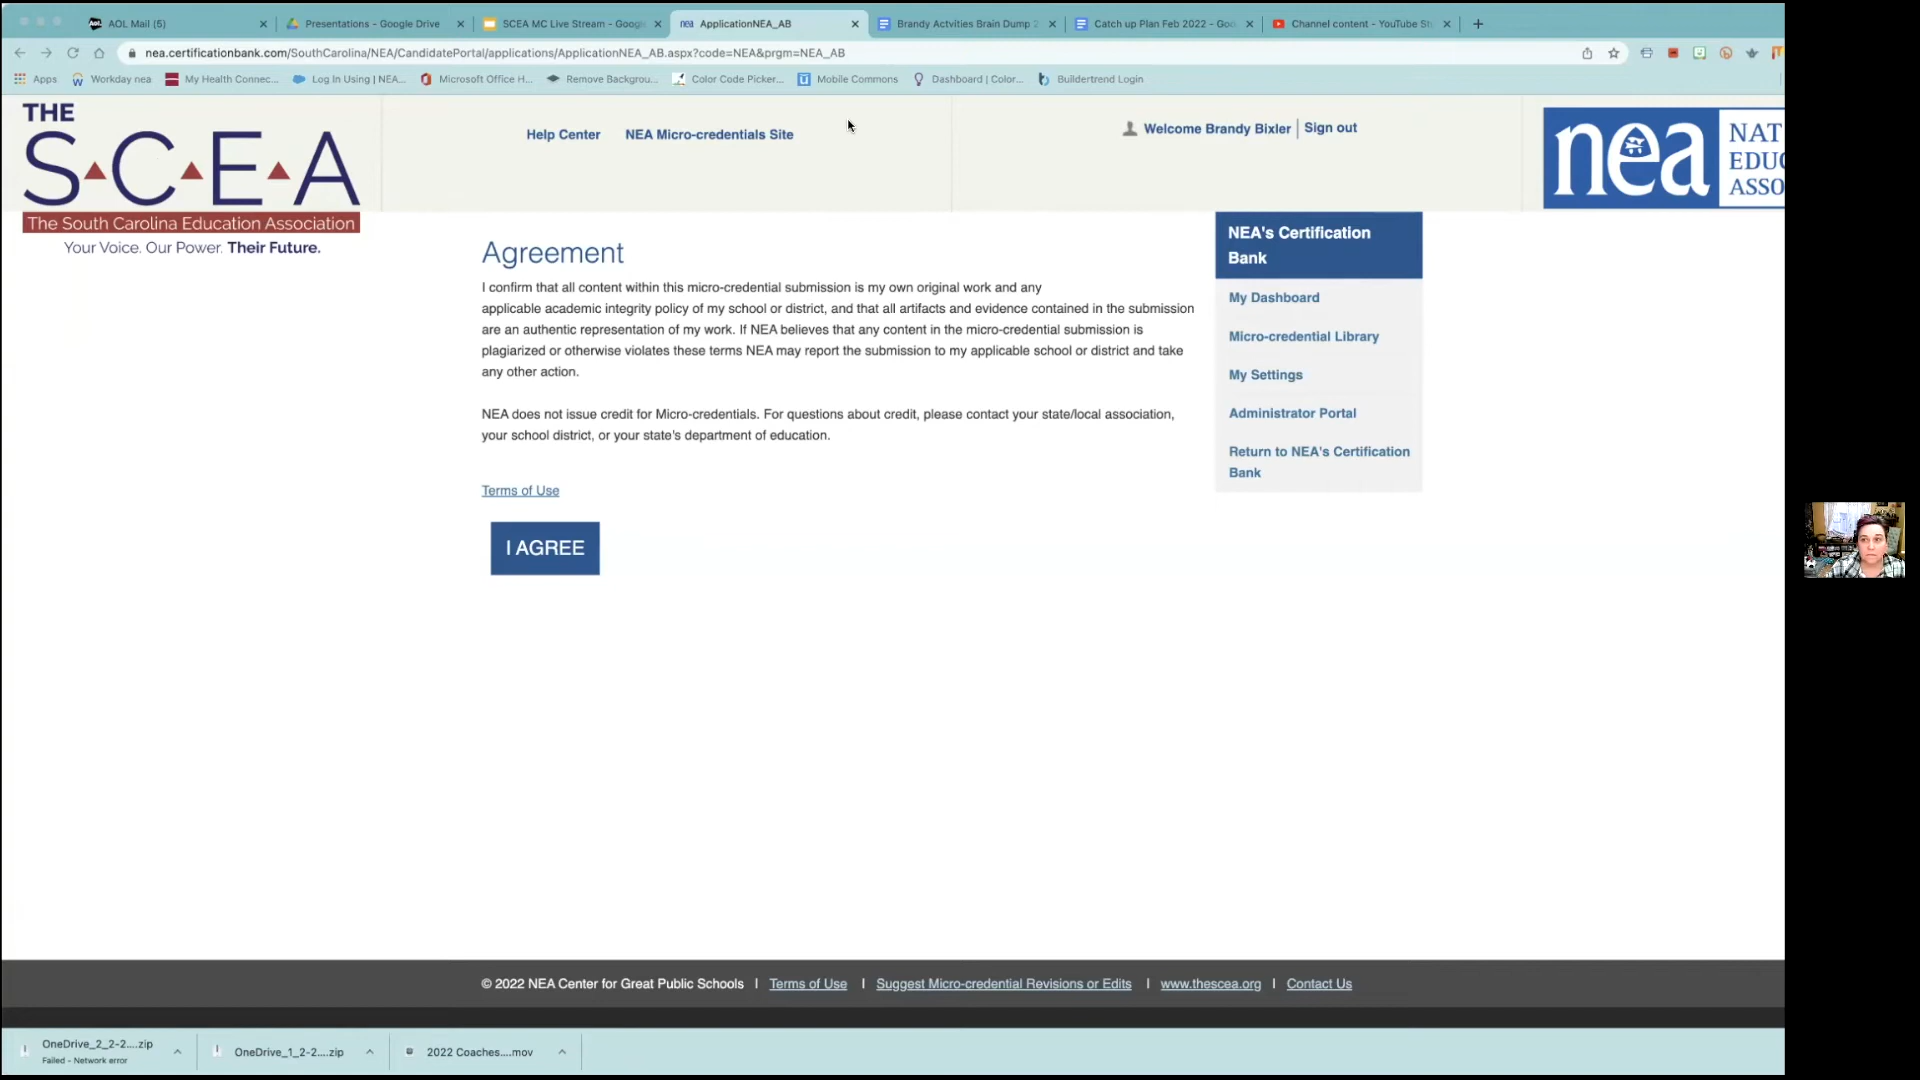 AOL Mail (5)
Presentations - Google Drive
SCEA MC Live Stream - Googl
nea ApplicationNEA_AB
Brandy Actvities Brain Dump 2
Catch up Plan Feb 2022 - Goo
Channel content - YouTube St
nea.certificationbank.com/SouthCarolina/NEA/CandidatePortal/applications/ApplicationNEA_AB.aspx?code=NEA&prgm=NEA_AB
Apps
Workday nea
My Health Connec...
Log In Using | NEA...
Microsoft Office H...
Remove Backgrou...
Color Code Picker...
Mobile Commons
Dashboard | Color...
Buildertrend Login
THE
S C E A
The South Carolina Education Association
Your Voice. Our Power. Their Future.
Help Center
NEA Micro-credentials Site
Welcome Brandy Bixler
Sign out
nea
NAT
EDUC
ASSO
Agreement
I confirm that all content within this micro-credential submission is my own original work and any
applicable academic integrity policy of my school or district, and that all artifacts and evidence contained in the submission
are an authentic representation of my work. If NEA believes that any content in the micro-credential submission is
plagiarized or otherwise violates these terms NEA may report the submission to my applicable school or district and take
any other action.
NEA does not issue credit for Micro-credentials. For questions about credit, please contact your state/local association,
your school district, or your state's department of education.
Terms of Use
I AGREE
NEA's Certification
Bank
My Dashboard
Micro-credential Library
My Settings
Administrator Portal
Return to NEA's Certification
Bank
© 2022 NEA Center for Great Public Schools | Terms of Use | Suggest Micro-credential Revisions or Edits | www.thescea.org | Contact Us
OneDrive_2_2-2....zip
Failed - Network error
OneDrive_1_2-2....zip
2022 Coaches....mov